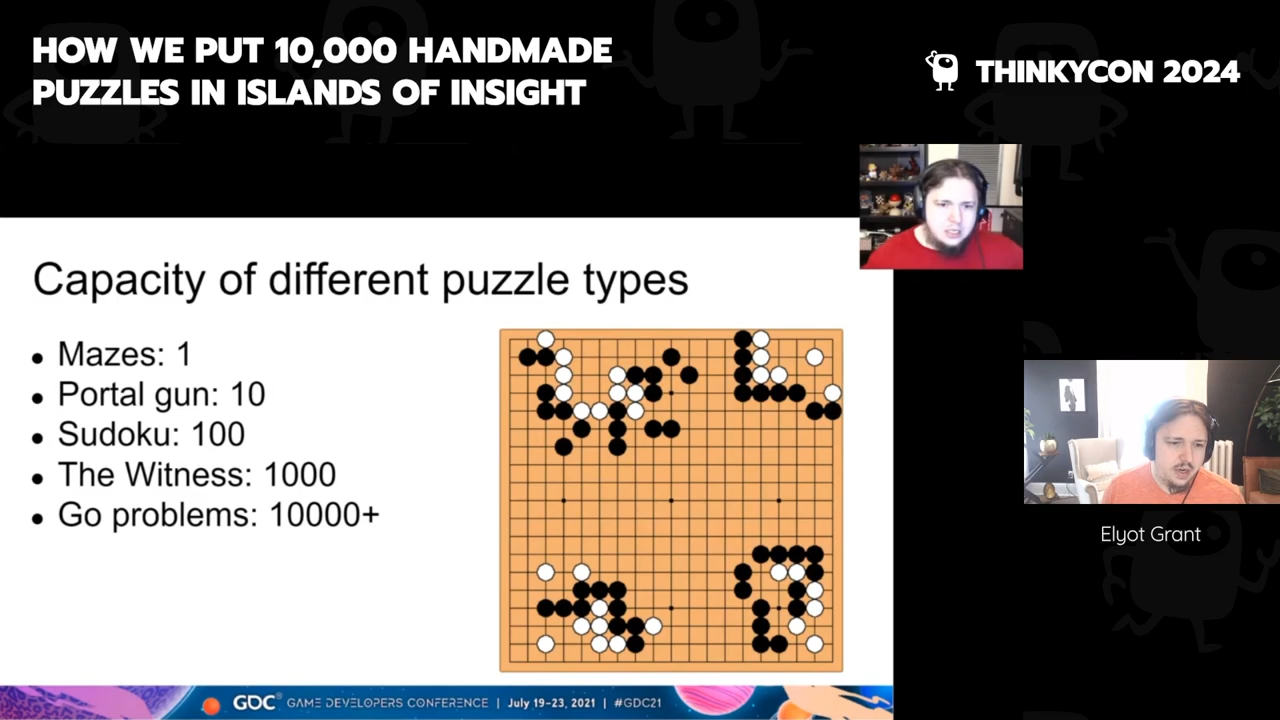 HOW WE PUT 10,000 HANDMADE
PUZZLES IN ISLANDS OF INSIGHT
THINKYCON 2024
Capacity of different puzzle types
• Mazes: 1
• Portal gun: 10
• Sudoku: 100
• The Witness: 1000
• Go problems: 10000+
Elyot Grant
GDC® GAME DEVELOPERS CONFERENCE | July 19-23, 2021 | #GDC21